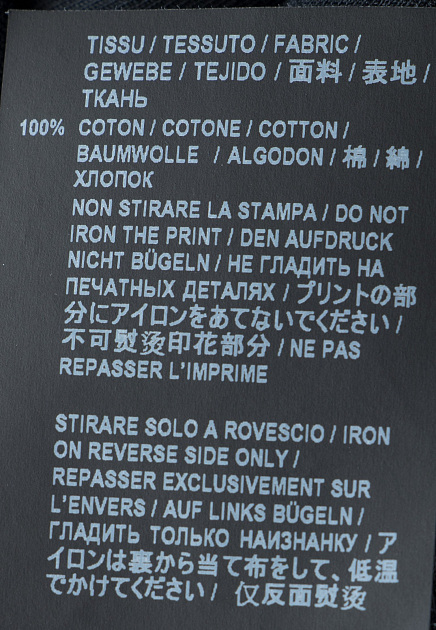 TISSU / TESSUTO / FABRIC /
GEWEBE / TEJIDO / 面料 / 表地 /
ТКАНЬ
100% COTON / COTONE / COTTON /
BAUMWOLLE / ALGODON / 棉 / 綿 /
ХЛОПОК
NON STIRARE LA STAMPA / DO NOT
IRON THE PRINT / DEN AUFDRUCK
NICHT BÜGELN / НЕ ГЛАДИТЬ НА
ПЕЧАТНЫХ ДЕТАЛЯХ / プリントの部
分にアイロンをあてないでください /
不可熨烫印花部分 / NE PAS
REPASSER L'IMPRIME
STIRARE SOLO A ROVESCIO / IRON
ON REVERSE SIDE ONLY /
REPASSER EXCLUSIVEMENT SUR
L'ENVERS / AUF LINKS BÜGELN /
ГЛАДИТЬ ТОЛЬКО НАИЗНАНКУ / ア
イロンは裏から当て布をして、低温
でかけてください / 仅反面熨烫